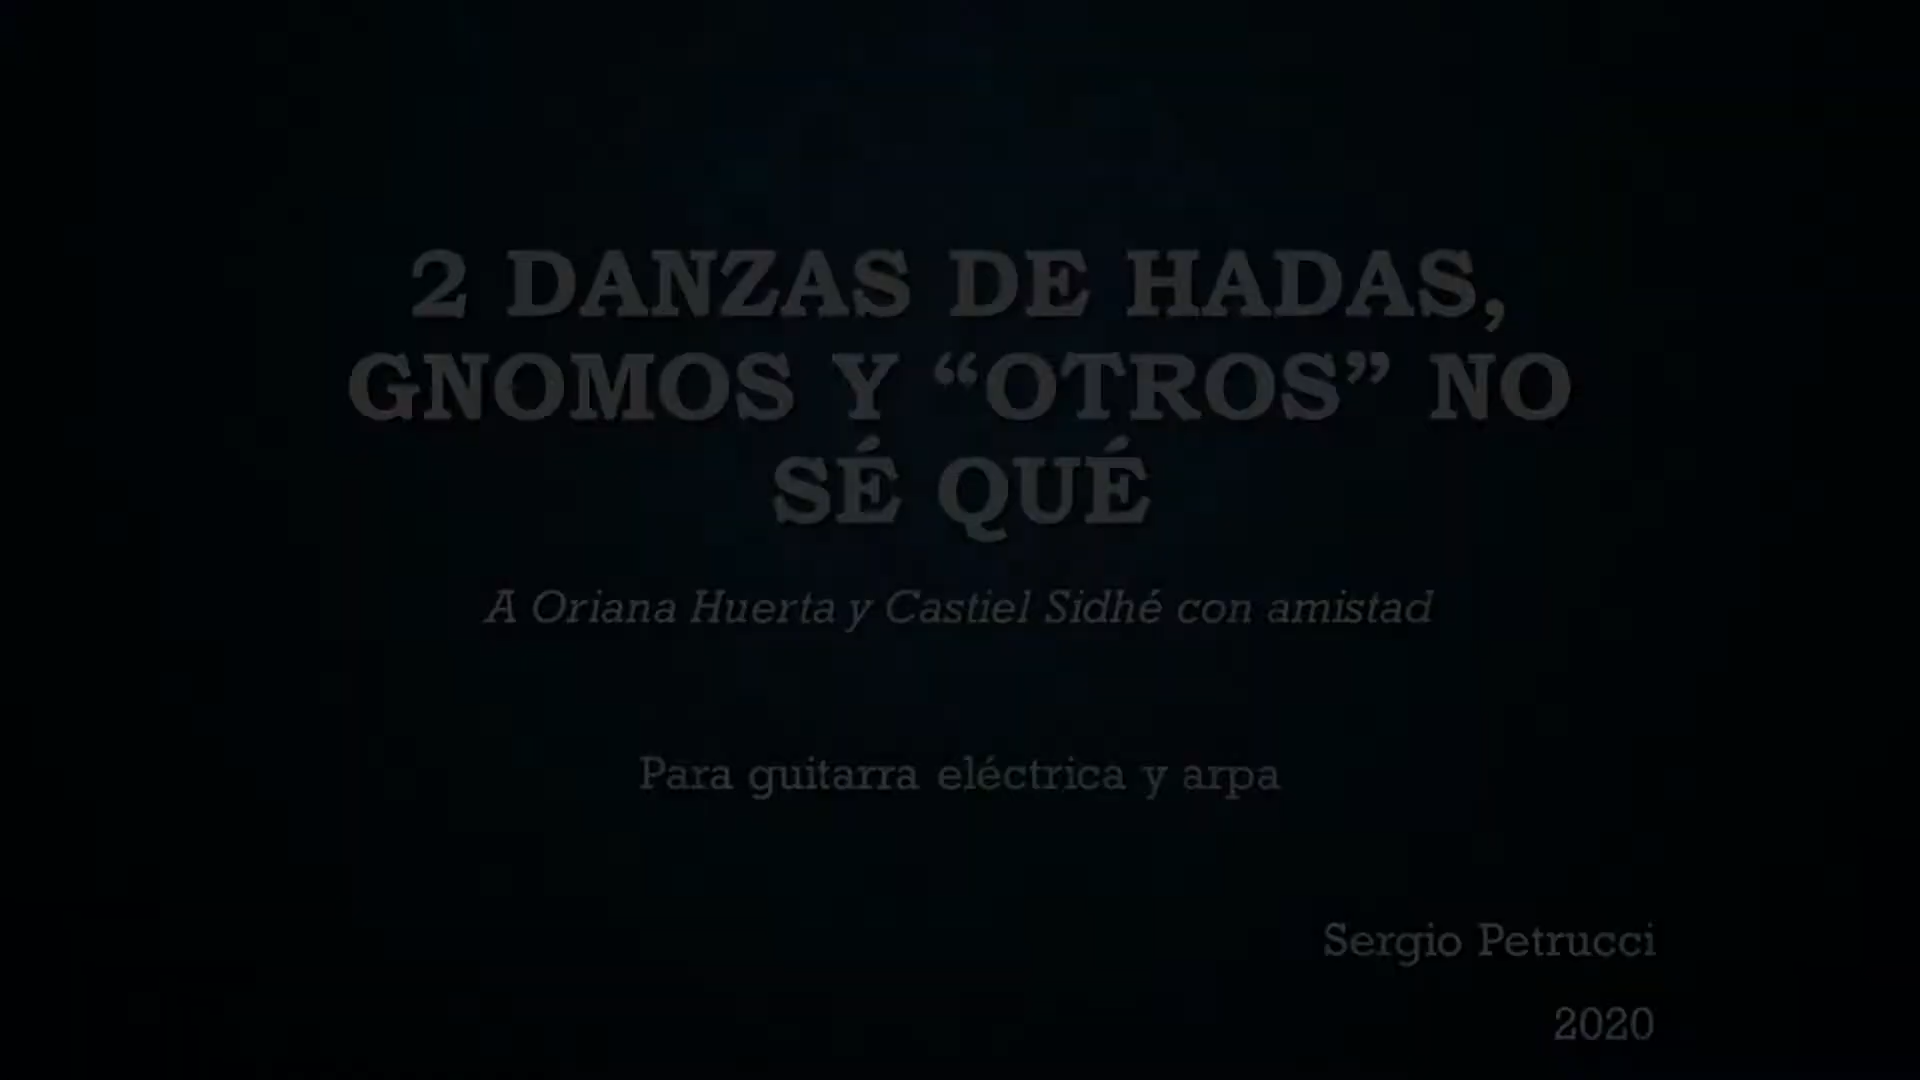 2 DANZAS DE HADAS,
GNOMOS Y “OTROS” NO
SÉ QUÉ
A Oriana Huerta y Castiel Sidhé con amistad
Para guitarra eléctrica y arpa
Sergio Petrucci
2020